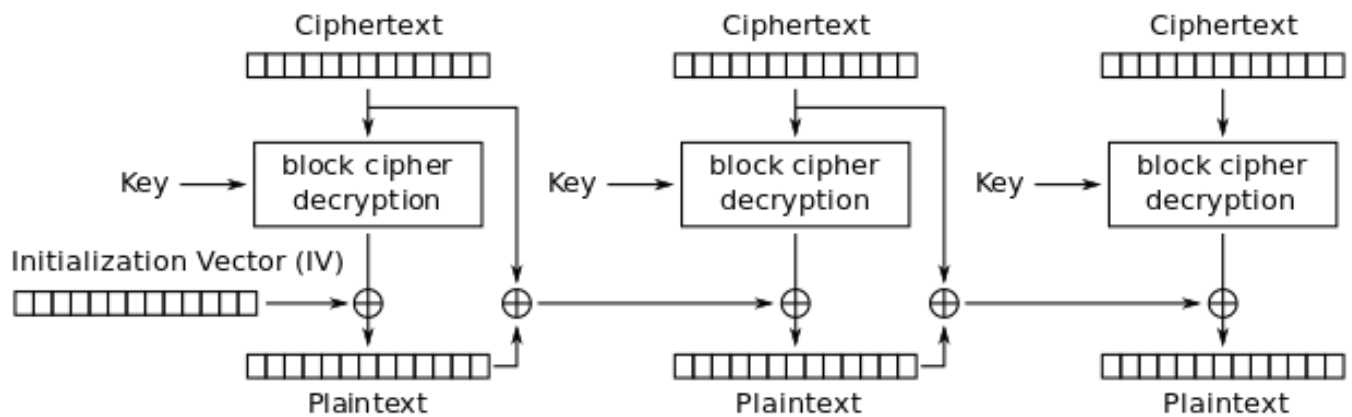 Ciphertext
Ciphertext
Ciphertext
block cipher
decryption
Key
block cipher
decryption
Key
block cipher
decryption
Key
Initialization Vector (IV)
Plaintext
Plaintext
Plaintext